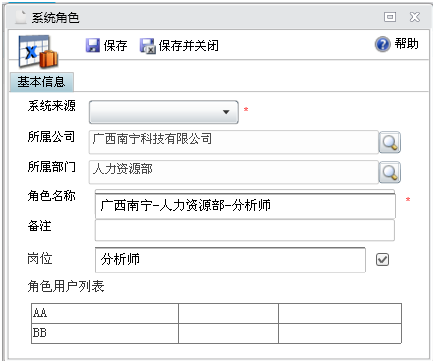 系统角色
保存 保存并关闭 帮助
基本信息
系统来源 *
所属公司 广西南宁科技有限公司
所属部门 人力资源部
角色名称 广西南宁-人力资源部-分析师 *
备注
岗位 分析师
角色用户列表
AA
BB